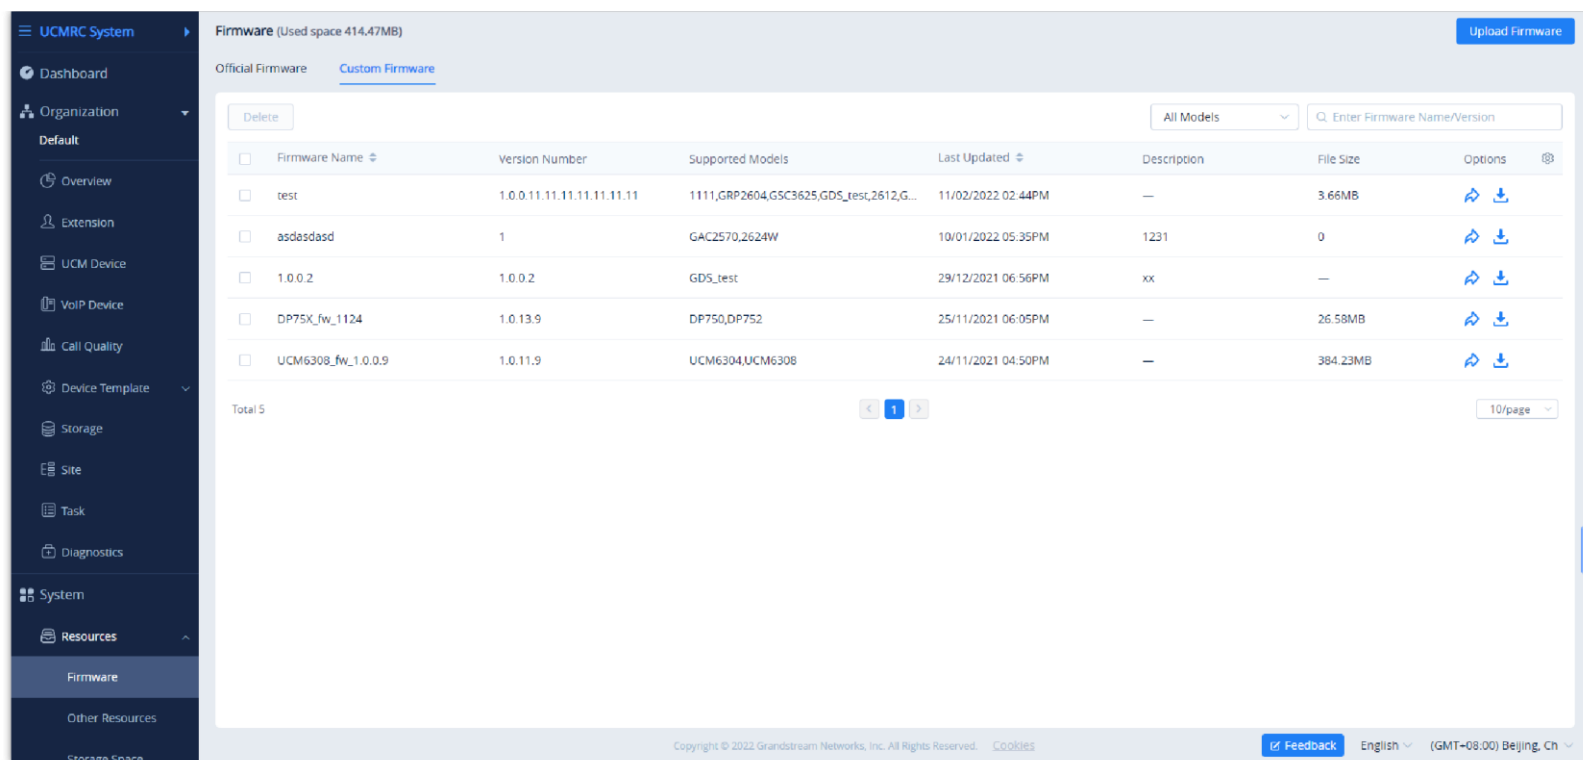 UCMRC System
Dashboard
Organization
Default
Overview
Extension
UCM Device
VoIP Device
Call Quality
Device Template
Storage
Site
Task
Diagnostics
System
Resources
Firmware
Other Resources
Storage Space
Firmware (Used space 414.47MB)
Upload Firmware
Official Firmware Custom Firmware
Delete All Models Enter Firmware Name/Version
Firmware Name Version Number Supported Models Last Updated Description File Size Options
test 1.0.0.11.11.11.11.11.11.11 1111,GRP2604,GSC3625,GDS_test,2612,G... 11/02/2022 02:44PM — 3.66MB
asdasdasd 1 GAC2570,2624W 10/01/2022 05:35PM 1231 0
1.0.0.2 1.0.0.2 GDS_test 29/12/2021 06:56PM xx —
DP75X_fw_1124 1.0.13.9 DP750,DP752 25/11/2021 06:05PM — 26.58MB
UCM6308_fw_1.0.0.9 1.0.11.9 UCM6304,UCM6308 24/11/2021 04:50PM — 384.23MB
Total 5 < 1 > 10/page
Copyright © 2022 Grandstream Networks, Inc. All Rights Reserved. Cookies Feedback English (GMT+08:00) Beijing, Ch